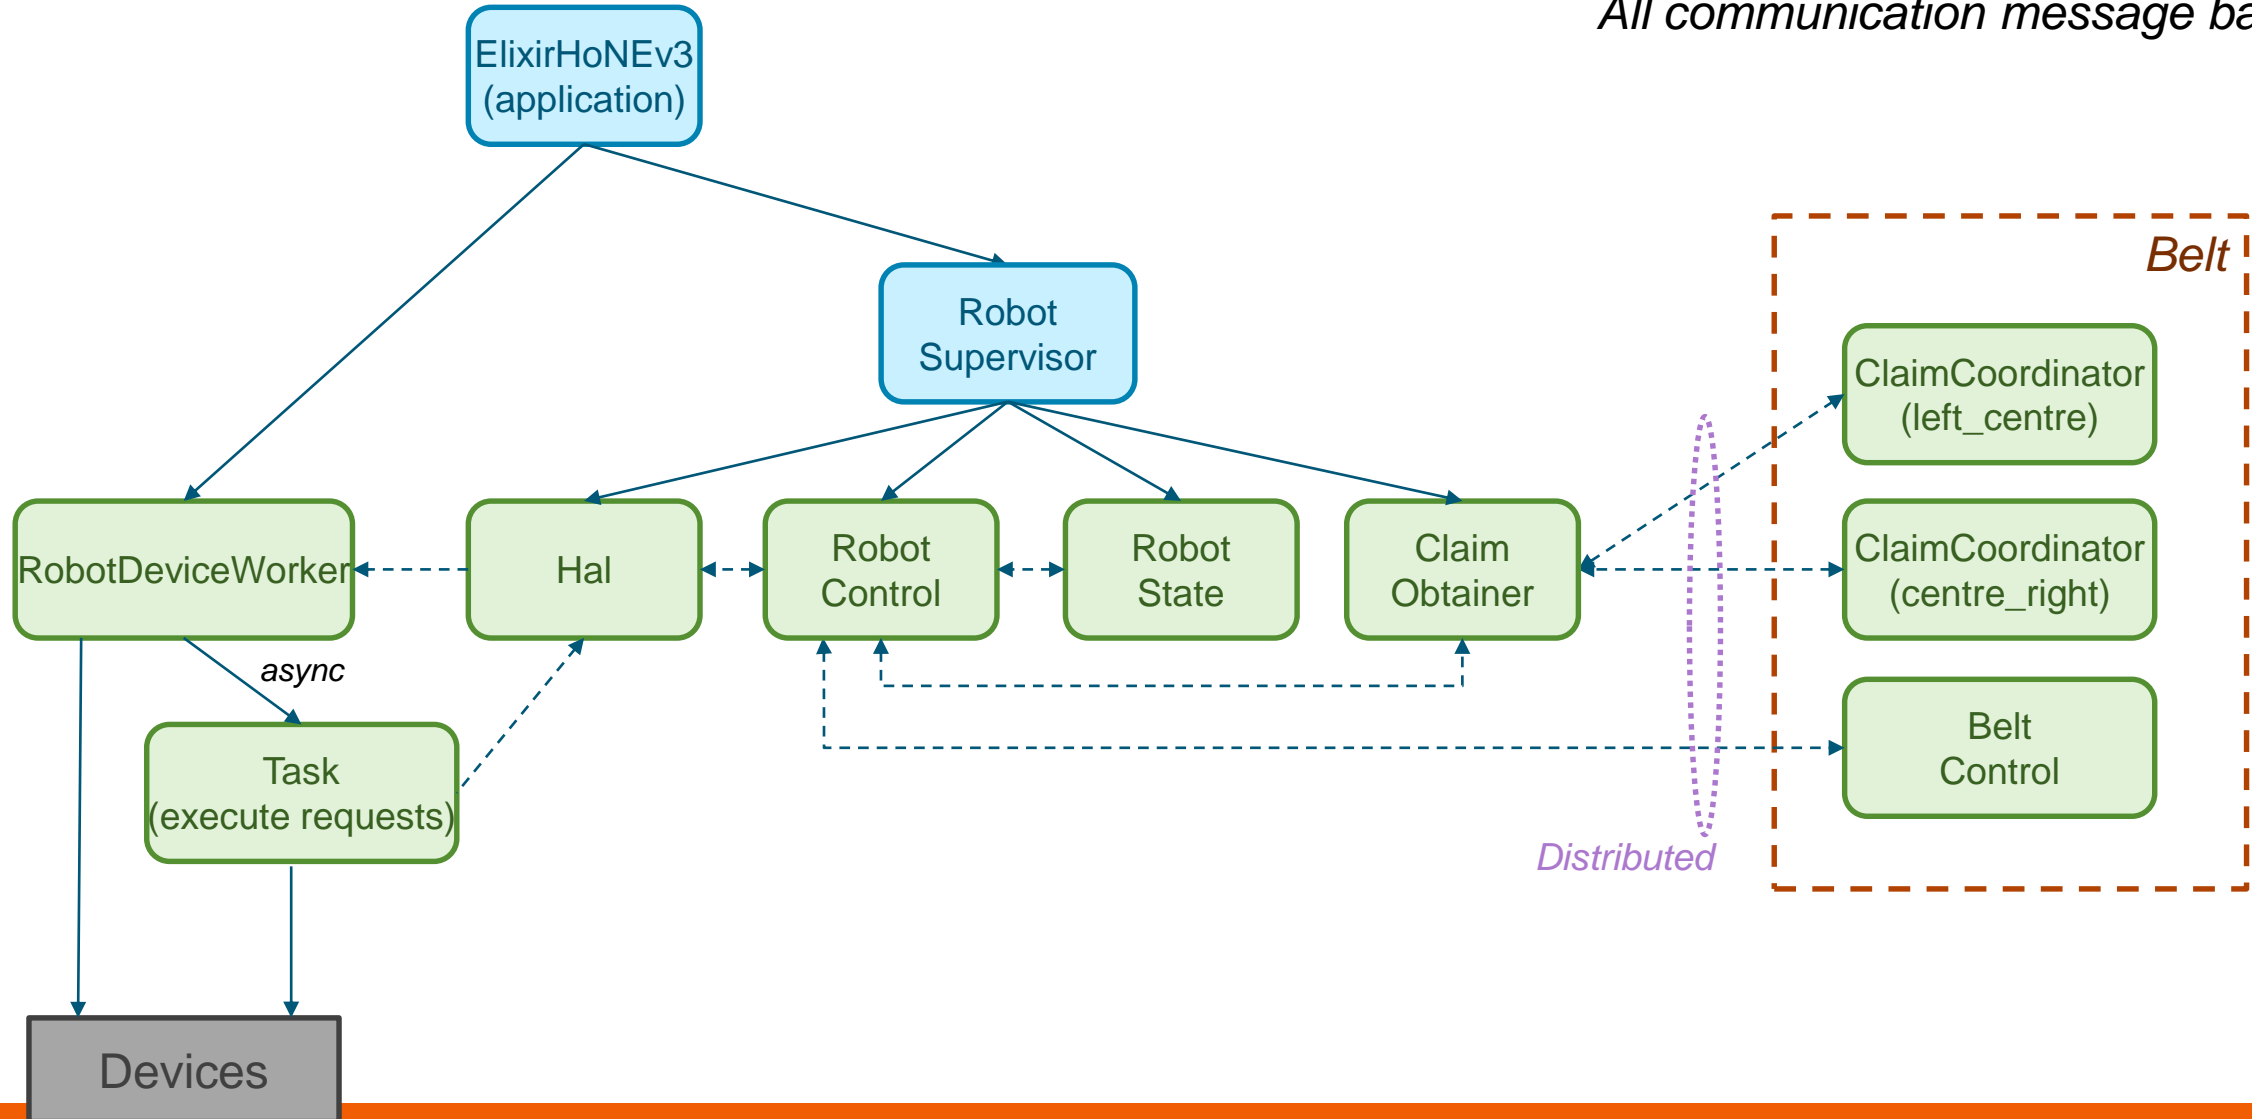 All communication message
ElixirHoNEv3
(application)
Belt
Robot
Supervisor
ClaimCoordinator
(left_centre)
RobotDeviceWorker
Hal
Robot
Control
Robot
State
Claim
Obtainer
ClaimCoordinator
(centre_right)
async
Task
(execute requests)
Belt
Control
Distributed
Devices